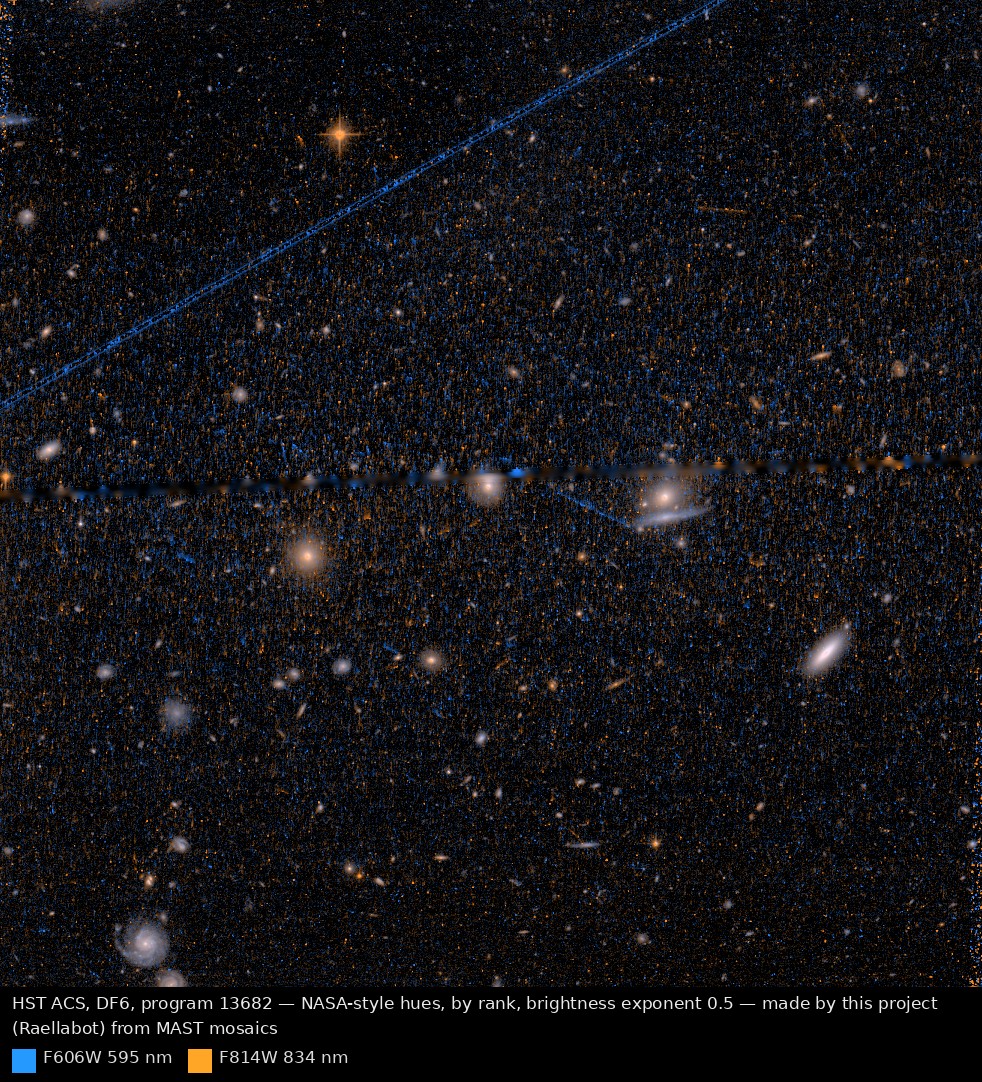 HST ACS, DF6, program 13682 — NASA-style hues, by rank, brightness exponent 0.5 — made by this project
(Raellabot) from MAST mosaics
F606W 595 nm F814W 834 nm